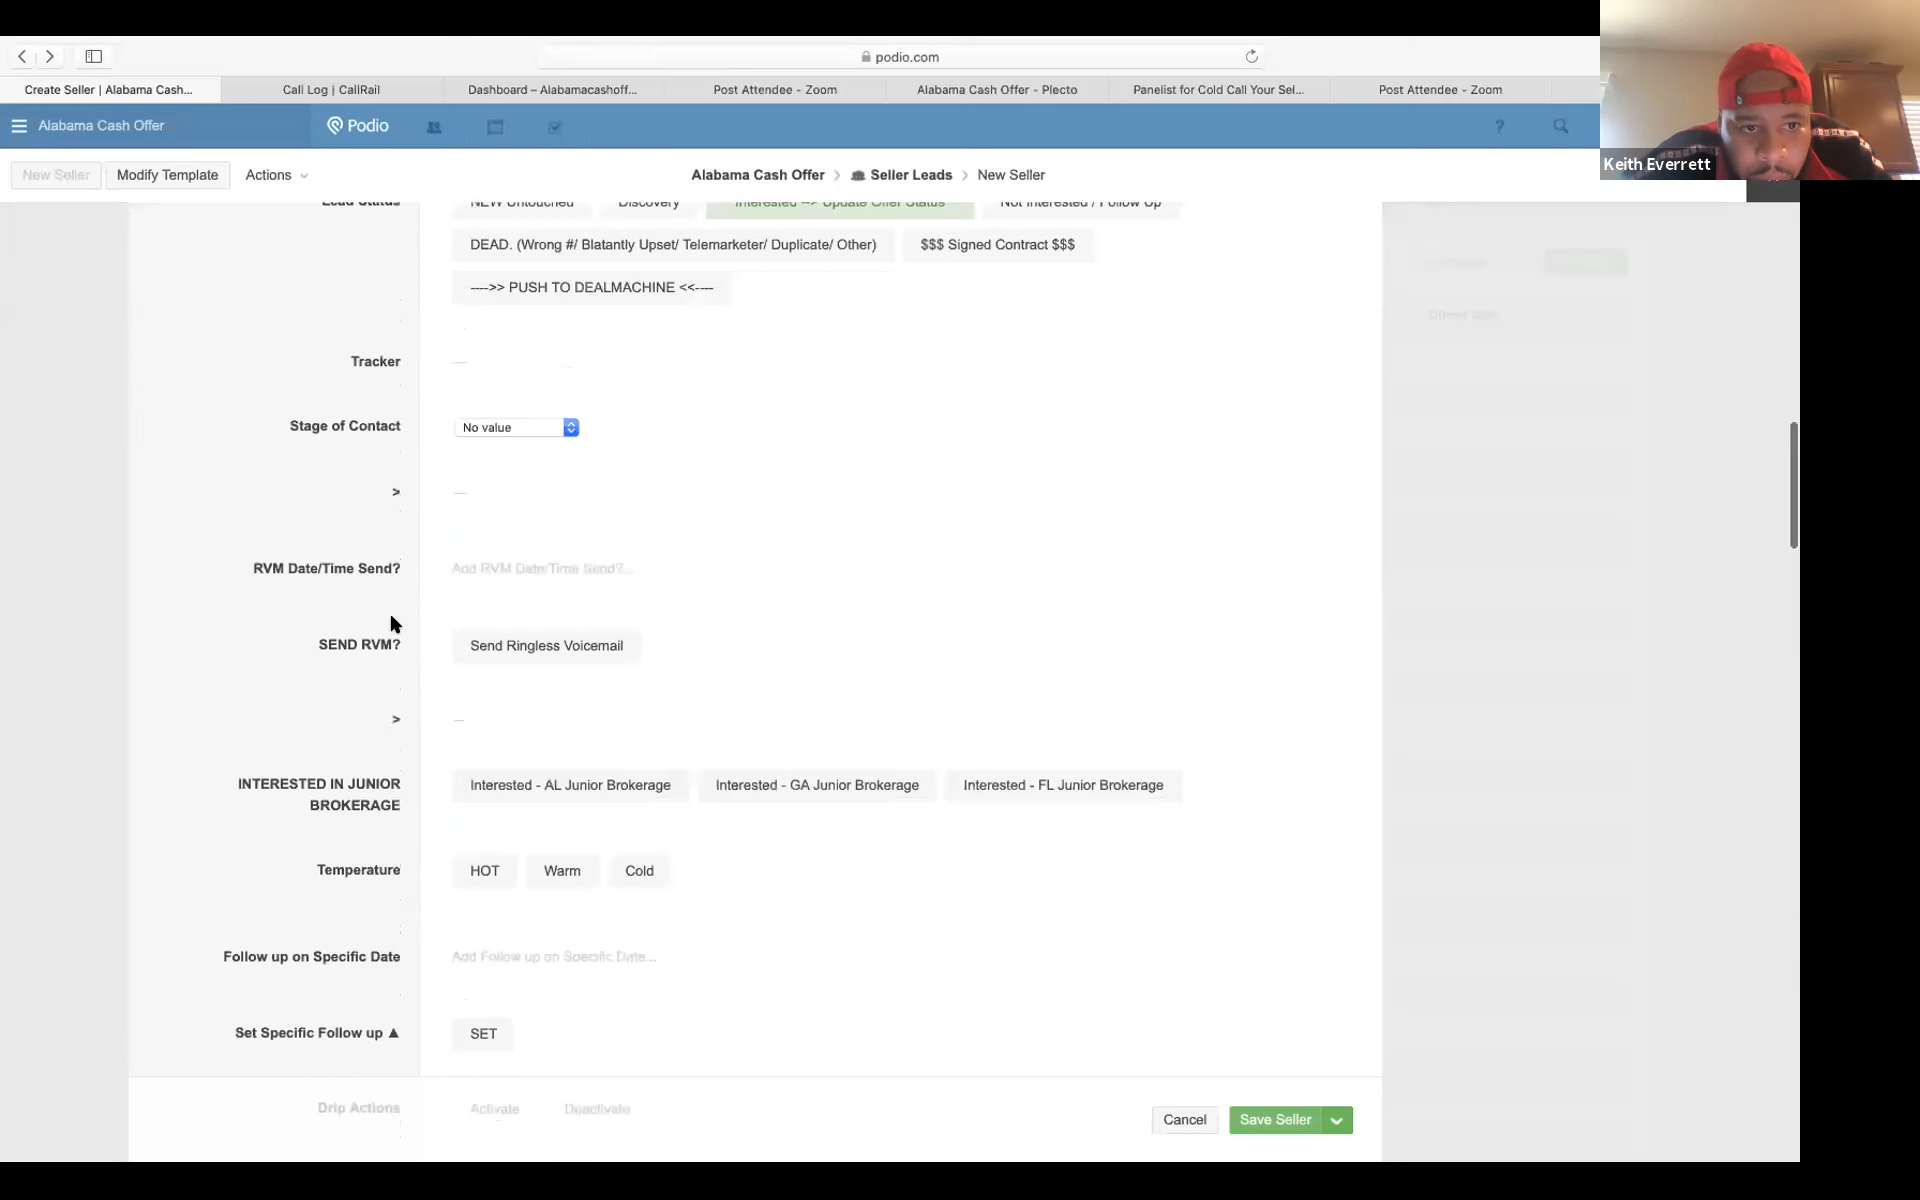 podio.com
Create Seller | Alabama Cash...
Call Log | CallRail
Dashboard – Alabamacashoff...
Post Attendee - Zoom
Alabama Cash Offer - Plecto
Panelist for Cold Call Your Sel...
Post Attendee - Zoom
Alabama Cash Offer
Podio
?
Keith Everrett
New Seller
Modify Template
Actions
Alabama Cash Offer > Seller Leads > New Seller
Lead Status
NEW Untouched
Discovery
Interested --> Update Offer Status
Not Interested / Follow Up
DEAD. (Wrong #/ Blatantly Upset/ Telemarketer/ Duplicate/ Other)
$$$ Signed Contract $$$
---->> PUSH TO DEALMACHINE <<----
Tracker
—
Stage of Contact
No value
>
—
RVM Date/Time Send?
Add RVM Date/Time Send?...
SEND RVM?
Send Ringless Voicemail
>
—
INTERESTED IN JUNIOR
BROKERAGE
Interested - AL Junior Brokerage
Interested - GA Junior Brokerage
Interested - FL Junior Brokerage
Temperature
HOT
Warm
Cold
Follow up on Specific Date
Add Follow up on Specific Date...
Set Specific Follow up ▲
SET
Drip Actions
Activate
Deactivate
Cancel
Save Seller